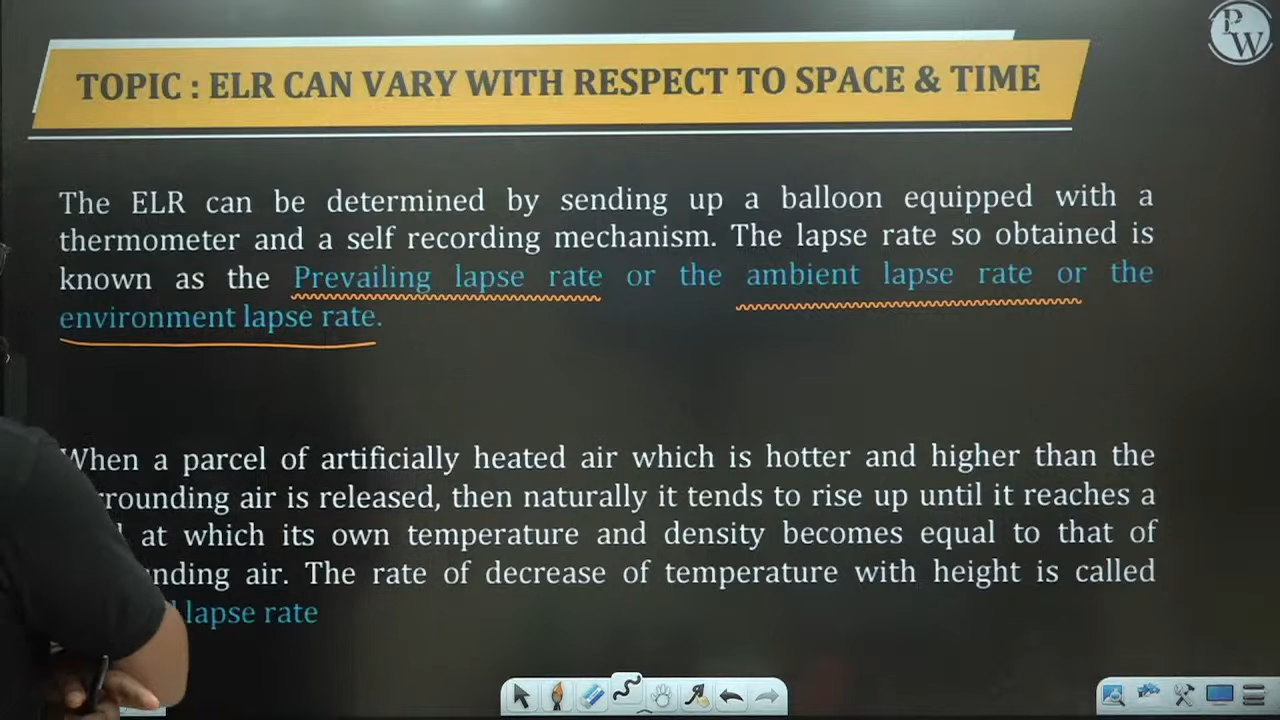 PW
TOPIC : ELR CAN VARY WITH RESPECT TO SPACE & TIME
The ELR can be determined by sending up a balloon equipped with a
thermometer and a self recording mechanism. The lapse rate so obtained is
known as the Prevailing lapse rate or the ambient lapse rate or the
environment lapse rate.
When a parcel of artificially heated air which is hotter and higher than the
rrounding air is released, then naturally it tends to rise up until it reaches a
at which its own temperature and density becomes equal to that of
nding air. The rate of decrease of temperature with height is called
lapse rate